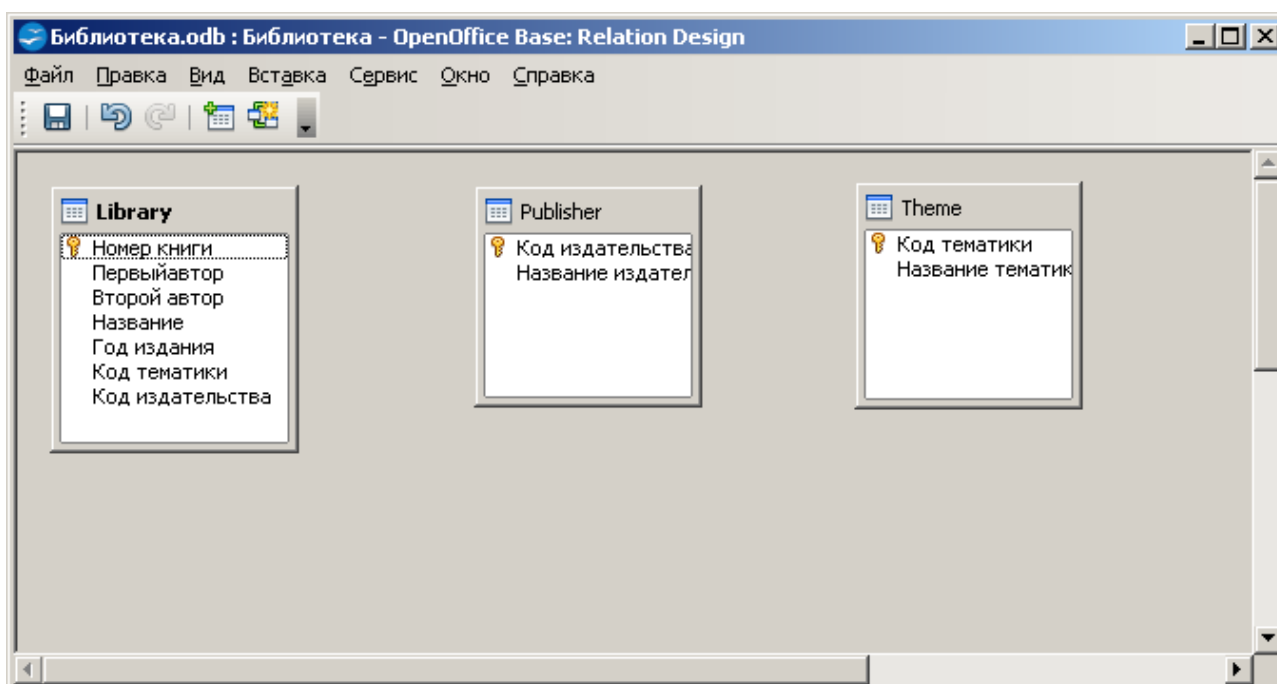 Библиотека.odb : Библиотека - OpenOffice Base: Relation Design
Файл Правка Вид Вставка Сервис Окно Справка
Library
Номер книги
Первыйавтор
Второй автор
Название
Год издания
Код тематики
Код издательства
Publisher
Код издательства
Название издател
Theme
Код тематики
Название тематик